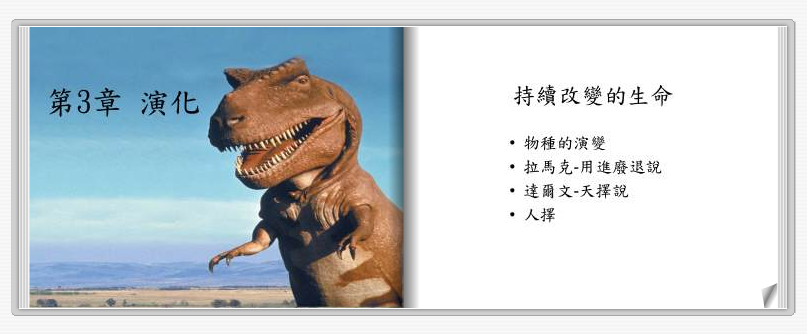 第3章 演化
持續改變的生命
• 物種的演變
• 拉馬克-用進廢退說
• 達爾文-天擇說
• 人擇